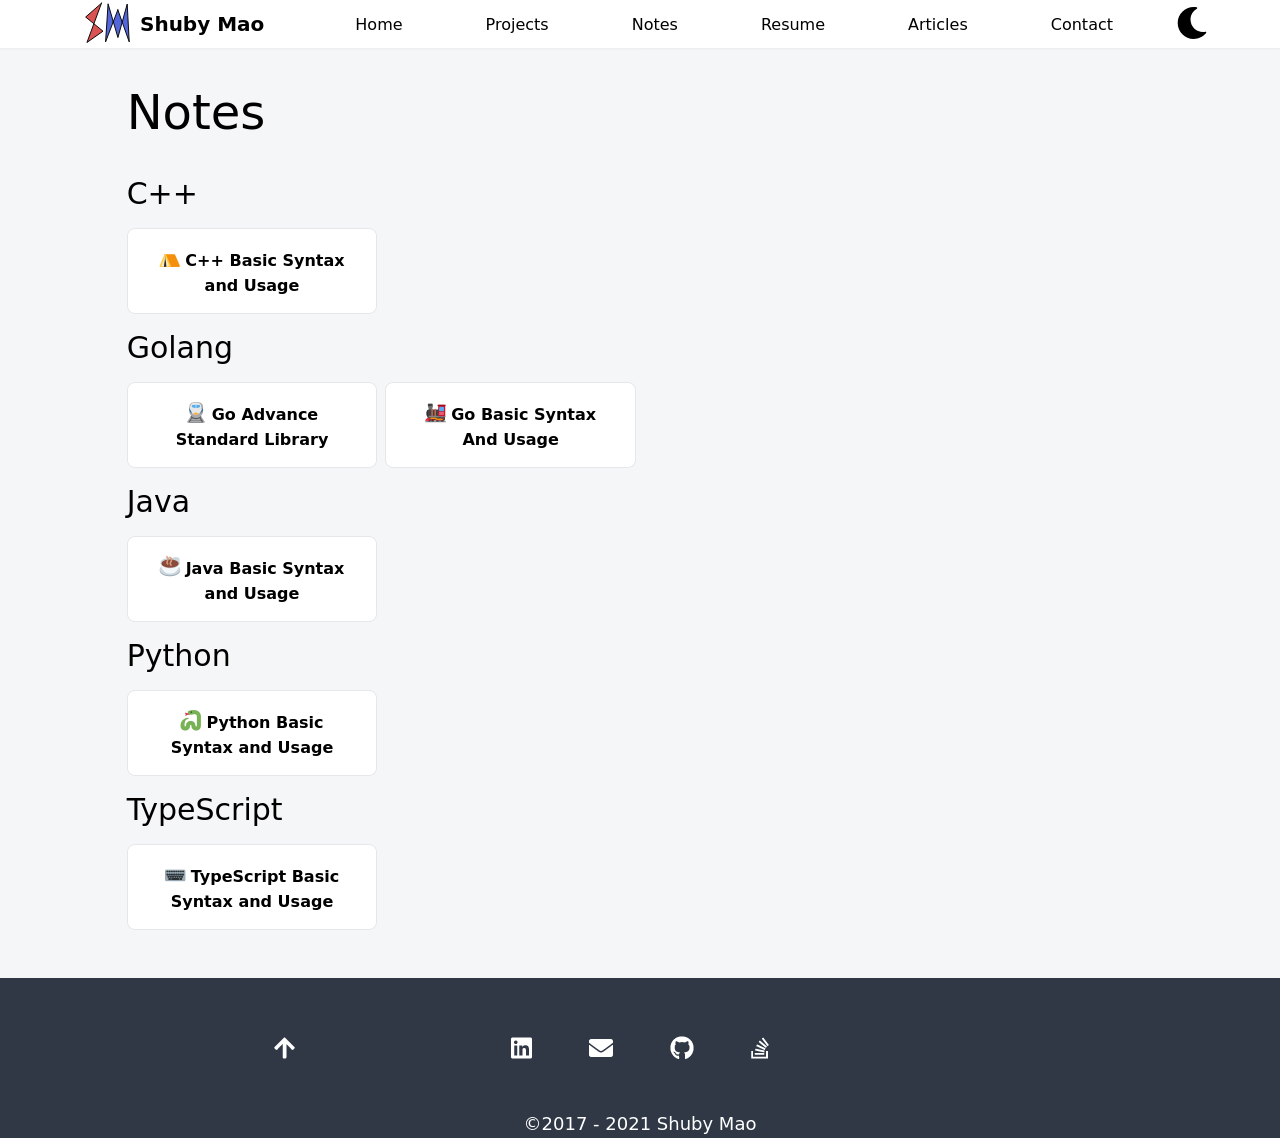 Shuby Mao
Home
Projects
Notes
Resume
Articles
Contact
Notes
C++
C++ Basic Syntax
and Usage
Golang
Go Advance
Standard Library
Go Basic Syntax
And Usage
Java
Java Basic Syntax
and Usage
Python
Python Basic
Syntax and Usage
TypeScript
TypeScript Basic
Syntax and Usage
©2017 - 2021 Shuby Mao